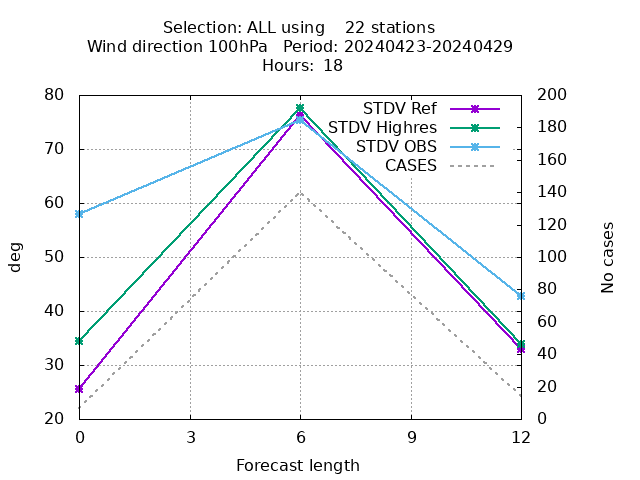 Selection: ALL using    22 stations
Wind direction 100hPa   Period: 20240423-20240429
Hours:  18
80
70
60
50
40
30
20
200
180
160
140
120
100
80
60
40
20
0
STDV Ref
STDV Highres
STDV OBS
CASES
deg
No cases
0
3
6
9
12
Forecast length